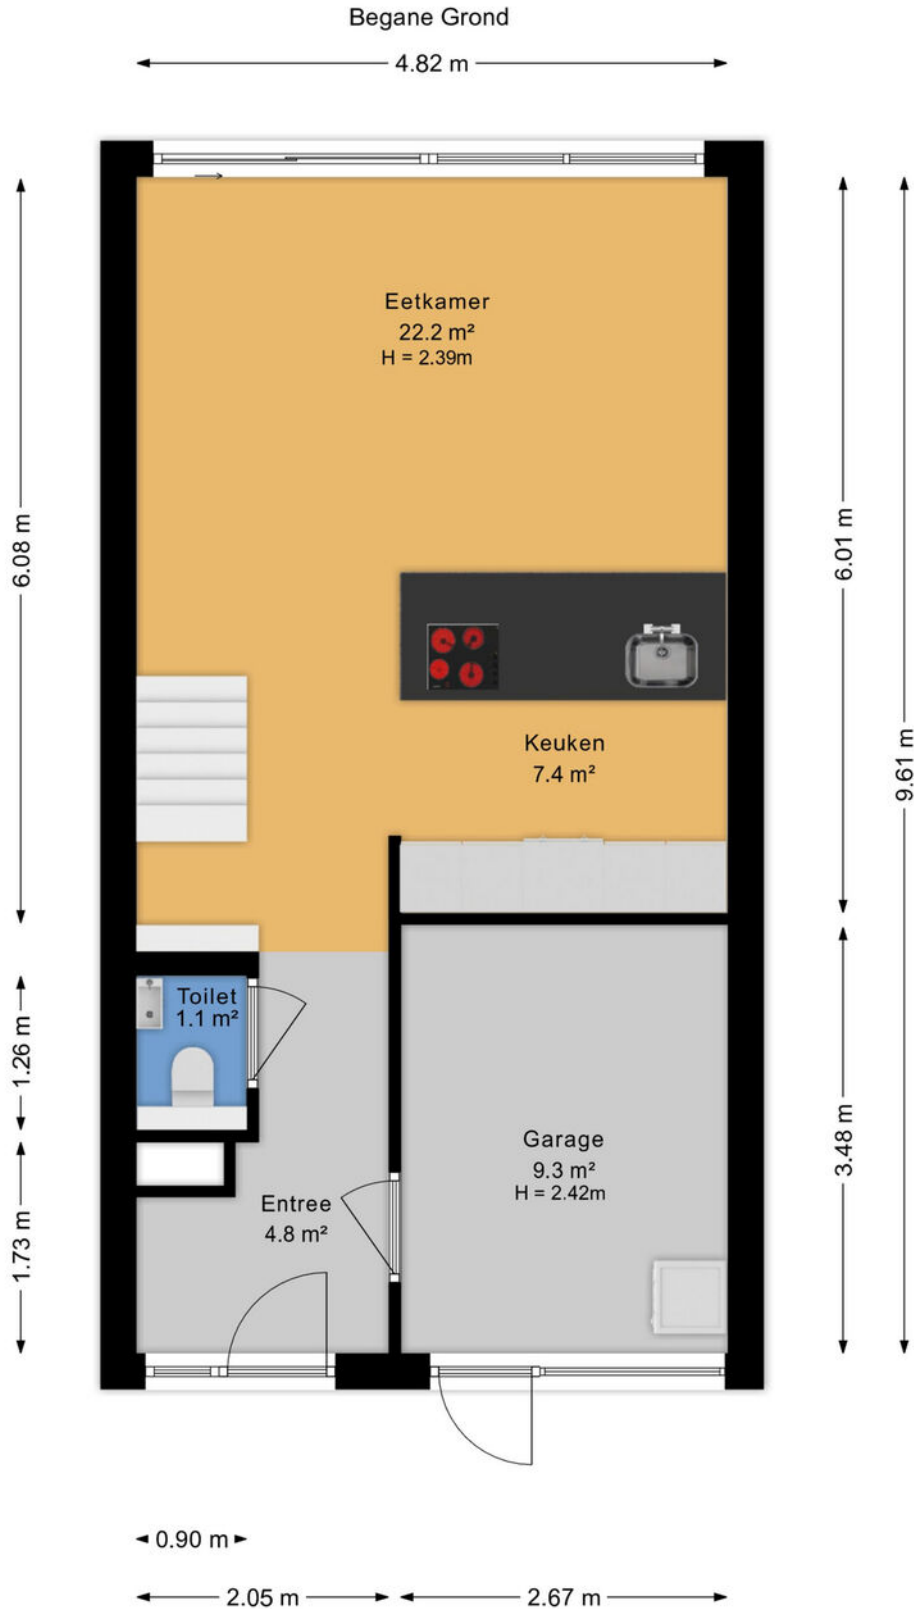 Begane Grond
4.82 m
Eetkamer
22.2 m²
H = 2.39m
6.08 m
6.01 m
9.61 m
Keuken
7.4 m²
Toilet
1.1 m²
1.26 m
Garage
9.3 m²
H = 2.42m
3.48 m
Entree
4.8 m²
1.73 m
0.90 m
2.05 m
2.67 m